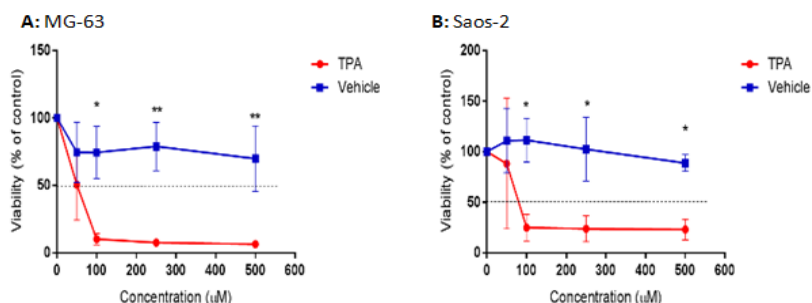 A: MG-63
Viability (% of control)
150
100
50
0
0 100 200 300 400 500 600
Concentration (uM)
* ** **
TPA
Vehicle
B: Saos-2
Viability (% of control)
200
150
100
50
0
0 100 200 300 400 500 600
Concentration (uM)
* * *
TPA
Vehicle